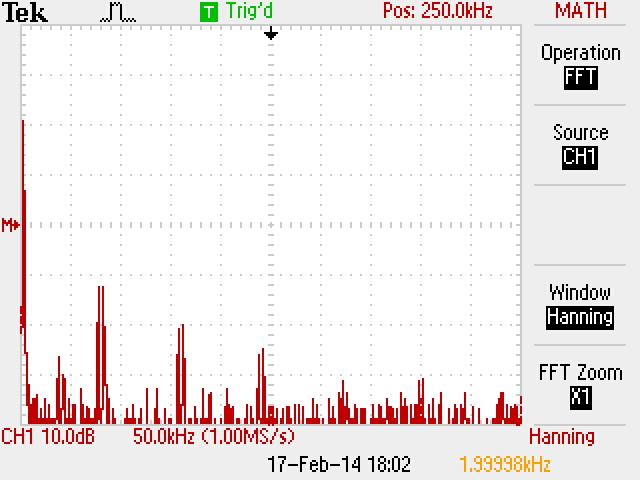 Tek T Trig'd Pos: 250.0kHz MATH
Operation
FFT
Source
CH1
M
Window
Hanning
FFT Zoom
X1
CH1 10.0dB 50.0kHz (1.00MS/s) Hanning
17-Feb-14 18:02 1.99998kHz